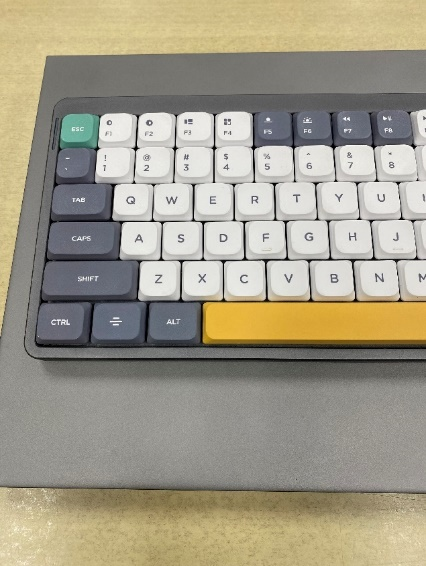 ESC F1 F2 F3 F4 F5 F6 F7 F8
~ ! @ # $ % ^ & *
` 1 2 3 4 5 6 7 8
TAB Q W E R T Y U
CAPS A S D F G H J
SHIFT Z X C V B N M
CTRL ALT